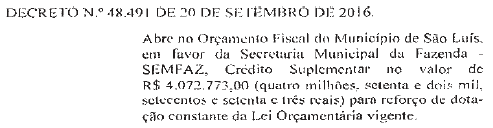 DECRETO N.º 48.491 DE 20 DE SETEMBRO DE 2016.
Abre no Orçamento Fiscal do Município de São Luís,
em favor da Secretaria Municipal da Fazenda -
SEMFAZ, Crédito Suplementar no valor de
R$ 4.072.773,00 (quatro milhões, setenta e dois mil,
setecentos e setenta e três reais) para reforço de dota-
ção constante da Lei Orçamentária vigente.